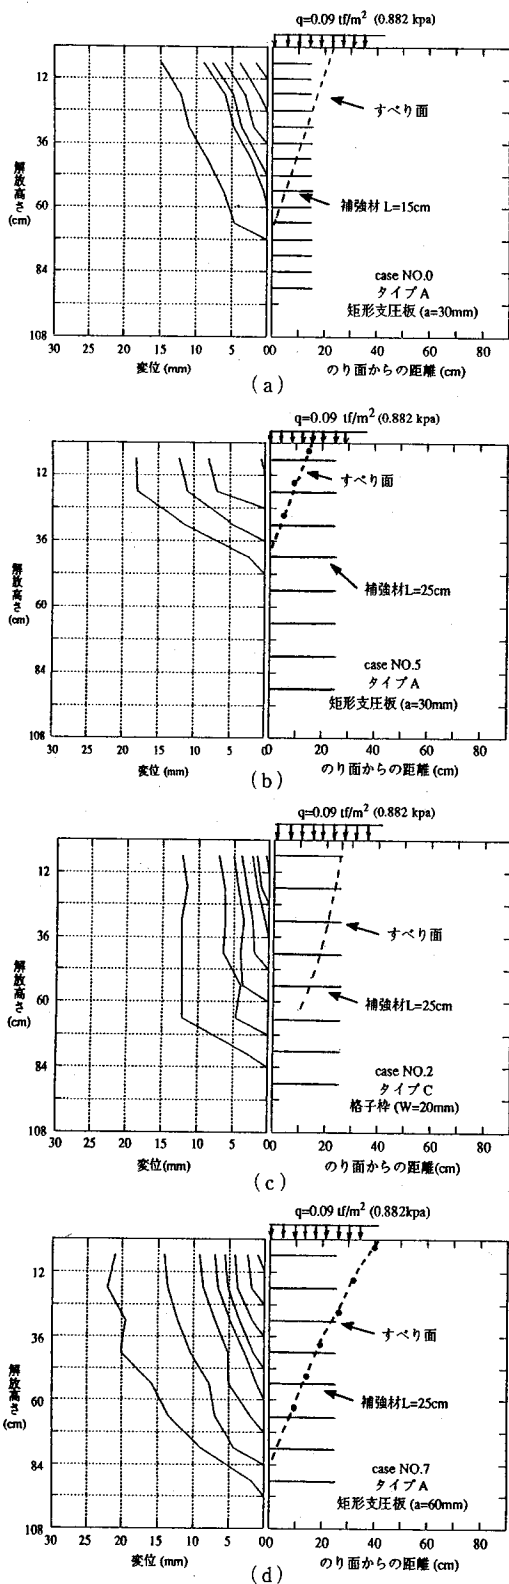 q=0.09 tf/m² (0.882 kpa)
12
36
60
84
108
解放高さ
(cm)
すべり面
補強材 L=15cm
case NO.0
タイプ A
矩形支圧板 (a=30mm)
30 25 20 15 10 5 00 20 40 60 80
変位 (mm)
のり面からの距離 (cm)
(a)
q=0.09 tf/m² (0.882 kpa)
12
36
60
84
108
解放高さ
(cm)
すべり面
補強材L=25cm
case NO.5
タイプ A
矩形支圧板 (a=30mm)
30 25 20 15 10 5 00 20 40 60 80
変位 (mm)
のり面からの距離 (cm)
(b)
q=0.09 tf/m² (0.882 kpa)
12
36
60
84
108
解放高さ
(cm)
すべり面
補強材L=25cm
case NO.2
タイプ C
格子枠 (W=20mm)
30 25 20 15 10 5 00 20 40 60 80
変位 (mm)
のり面からの距離 (cm)
(c)
q=0.09 tf/m² (0.882kpa)
12
36
60
84
108
解放高さ
(cm)
すべり面
補強材L=25cm
case NO.7
タイプ A
矩形支圧板 (a=60mm)
30 25 20 15 10 5 00 20 40 60 80
変位 (mm)
のり面からの距離 (cm)
(d)